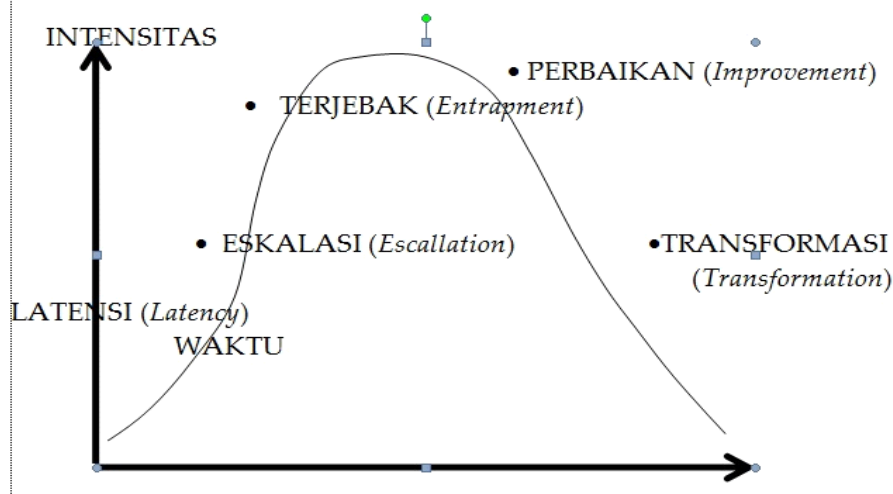 INTENSITAS
• PERBAIKAN (Improvement)
• TERJEBAK (Entrapment)
• ESKALASI (Escallation)
•TRANSFORMASI
(Transformation)
LATENSI (Latency)
WAKTU